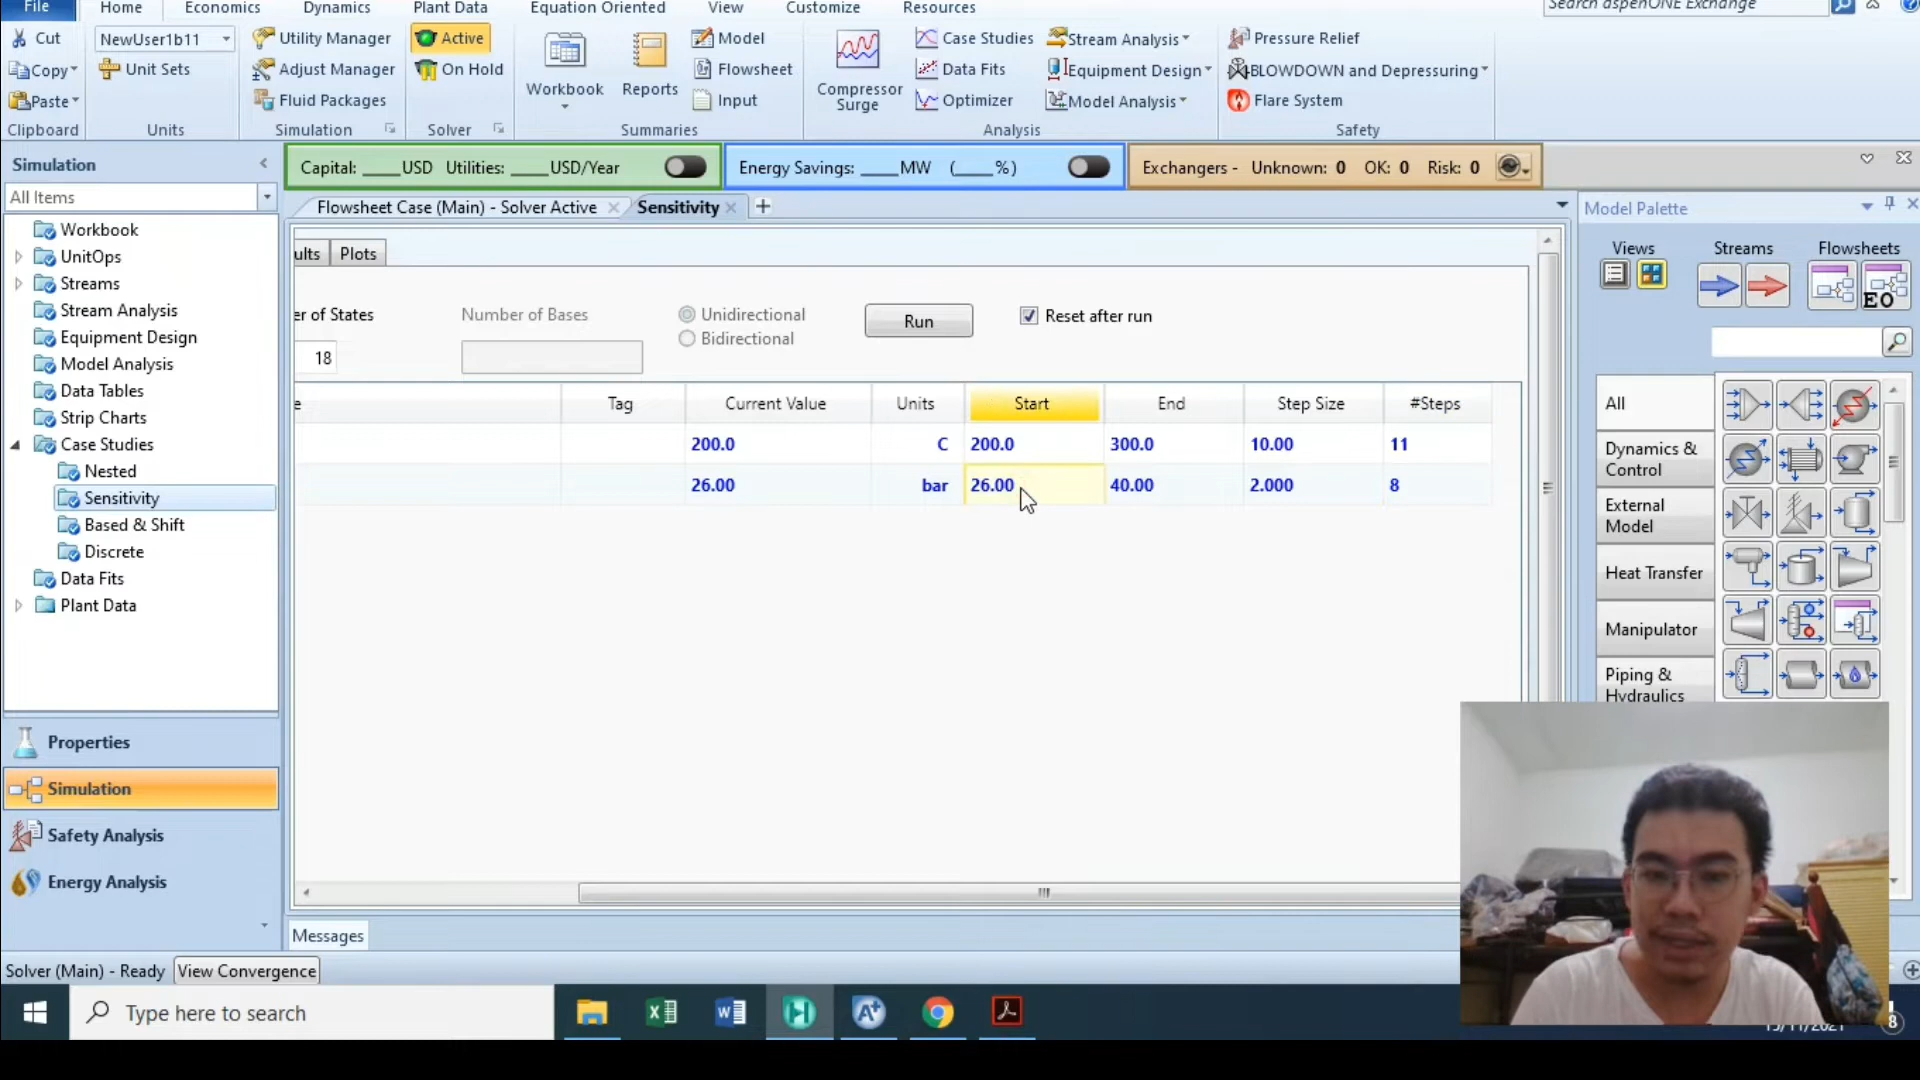 File Home Economics Dynamics Plant Data Equation Oriented View Customize Resources Search aspenONE Exchange
Cut NewUser1b11 Utility Manager Active Model Case Studies Stream Analysis Pressure Relief
Copy Unit Sets Adjust Manager On Hold Workbook Reports Flowsheet Compressor Surge Data Fits Equipment Design BLOWDOWN and Depressuring
Paste Fluid Packages Input Optimizer Model Analysis Flare System
Clipboard Units Simulation Solver Summaries Analysis Safety
Simulation
Capital: ____USD Utilities: ____USD/Year Energy Savings: ____MW (____%) Exchangers - Unknown: 0 OK: 0 Risk: 0
All Items
Flowsheet Case (Main) - Solver Active Sensitivity
Model Palette
Workbook
UnitOps
Streams
Stream Analysis
Equipment Design
Model Analysis
Data Tables
Strip Charts
Case Studies
Nested
Sensitivity
Based & Shift
Discrete
Data Fits
Plant Data
ults Plots
er of States Number of Bases Unidirectional Run Reset after run
Bidirectional
18
e Tag Current Value Units Start End Step Size #Steps
200.0 C 200.0 300.0 10.00 11
26.00 bar 26.00 40.00 2.000 8
Views Streams Flowsheets
EO
All
Dynamics & Control
External Model
Heat Transfer
Manipulator
Piping & Hydraulics
Properties
Simulation
Safety Analysis
Energy Analysis
Messages
Solver (Main) - Ready View Convergence
Type here to search